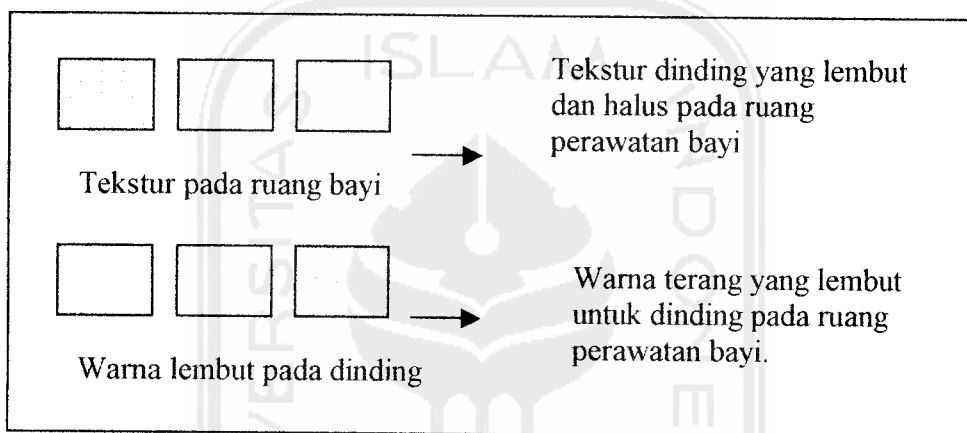 Tekstur dinding yang lembut
dan halus pada ruang
perawatan bayi
Tekstur pada ruang bayi
Warna terang yang lembut
untuk dinding pada ruang
perawatan bayi.
Warna lembut pada dinding
ISLAM